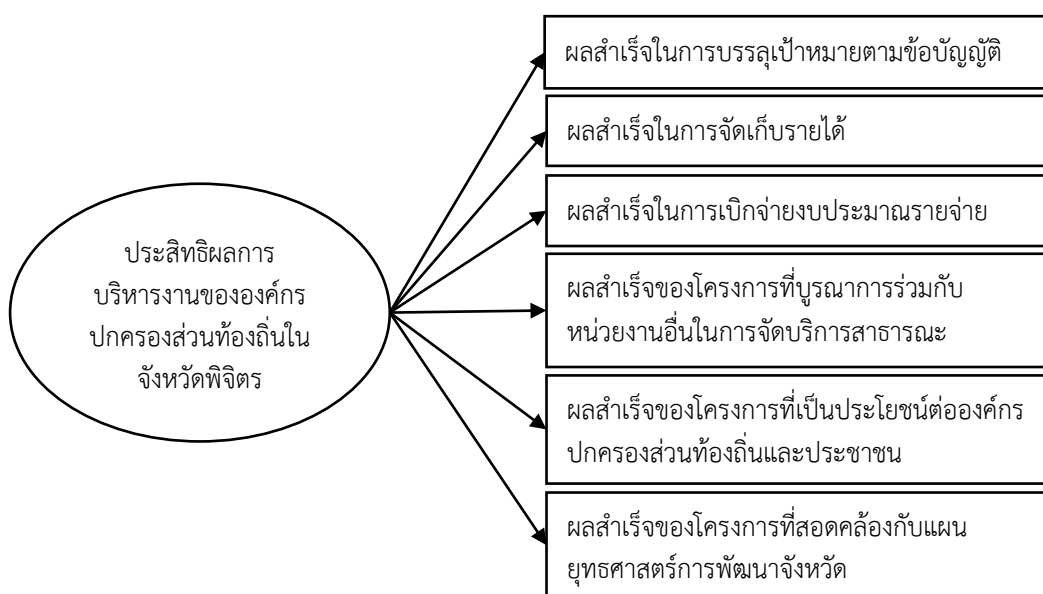 ประสิทธิผลการ
บริหารงานขององค์กร
ปกครองส่วนท้องถิ่นใน
จังหวัดพิจิตร
ผลสำเร็จในการบรรลุเป้าหมายตามข้อบัญญัติ
ผลสำเร็จในการจัดเก็บรายได้
ผลสำเร็จในการเบิกจ่ายงบประมาณรายจ่าย
ผลสำเร็จของโครงการที่บูรณาการร่วมกับ
หน่วยงานอื่นในการจัดบริการสาธารณะ
ผลสำเร็จของโครงการที่เป็นประโยชน์ต่อองค์กร
ปกครองส่วนท้องถิ่นและประชาชน
ผลสำเร็จของโครงการที่สอดคล้องกับแผน
ยุทธศาสตร์การพัฒนาจังหวัด